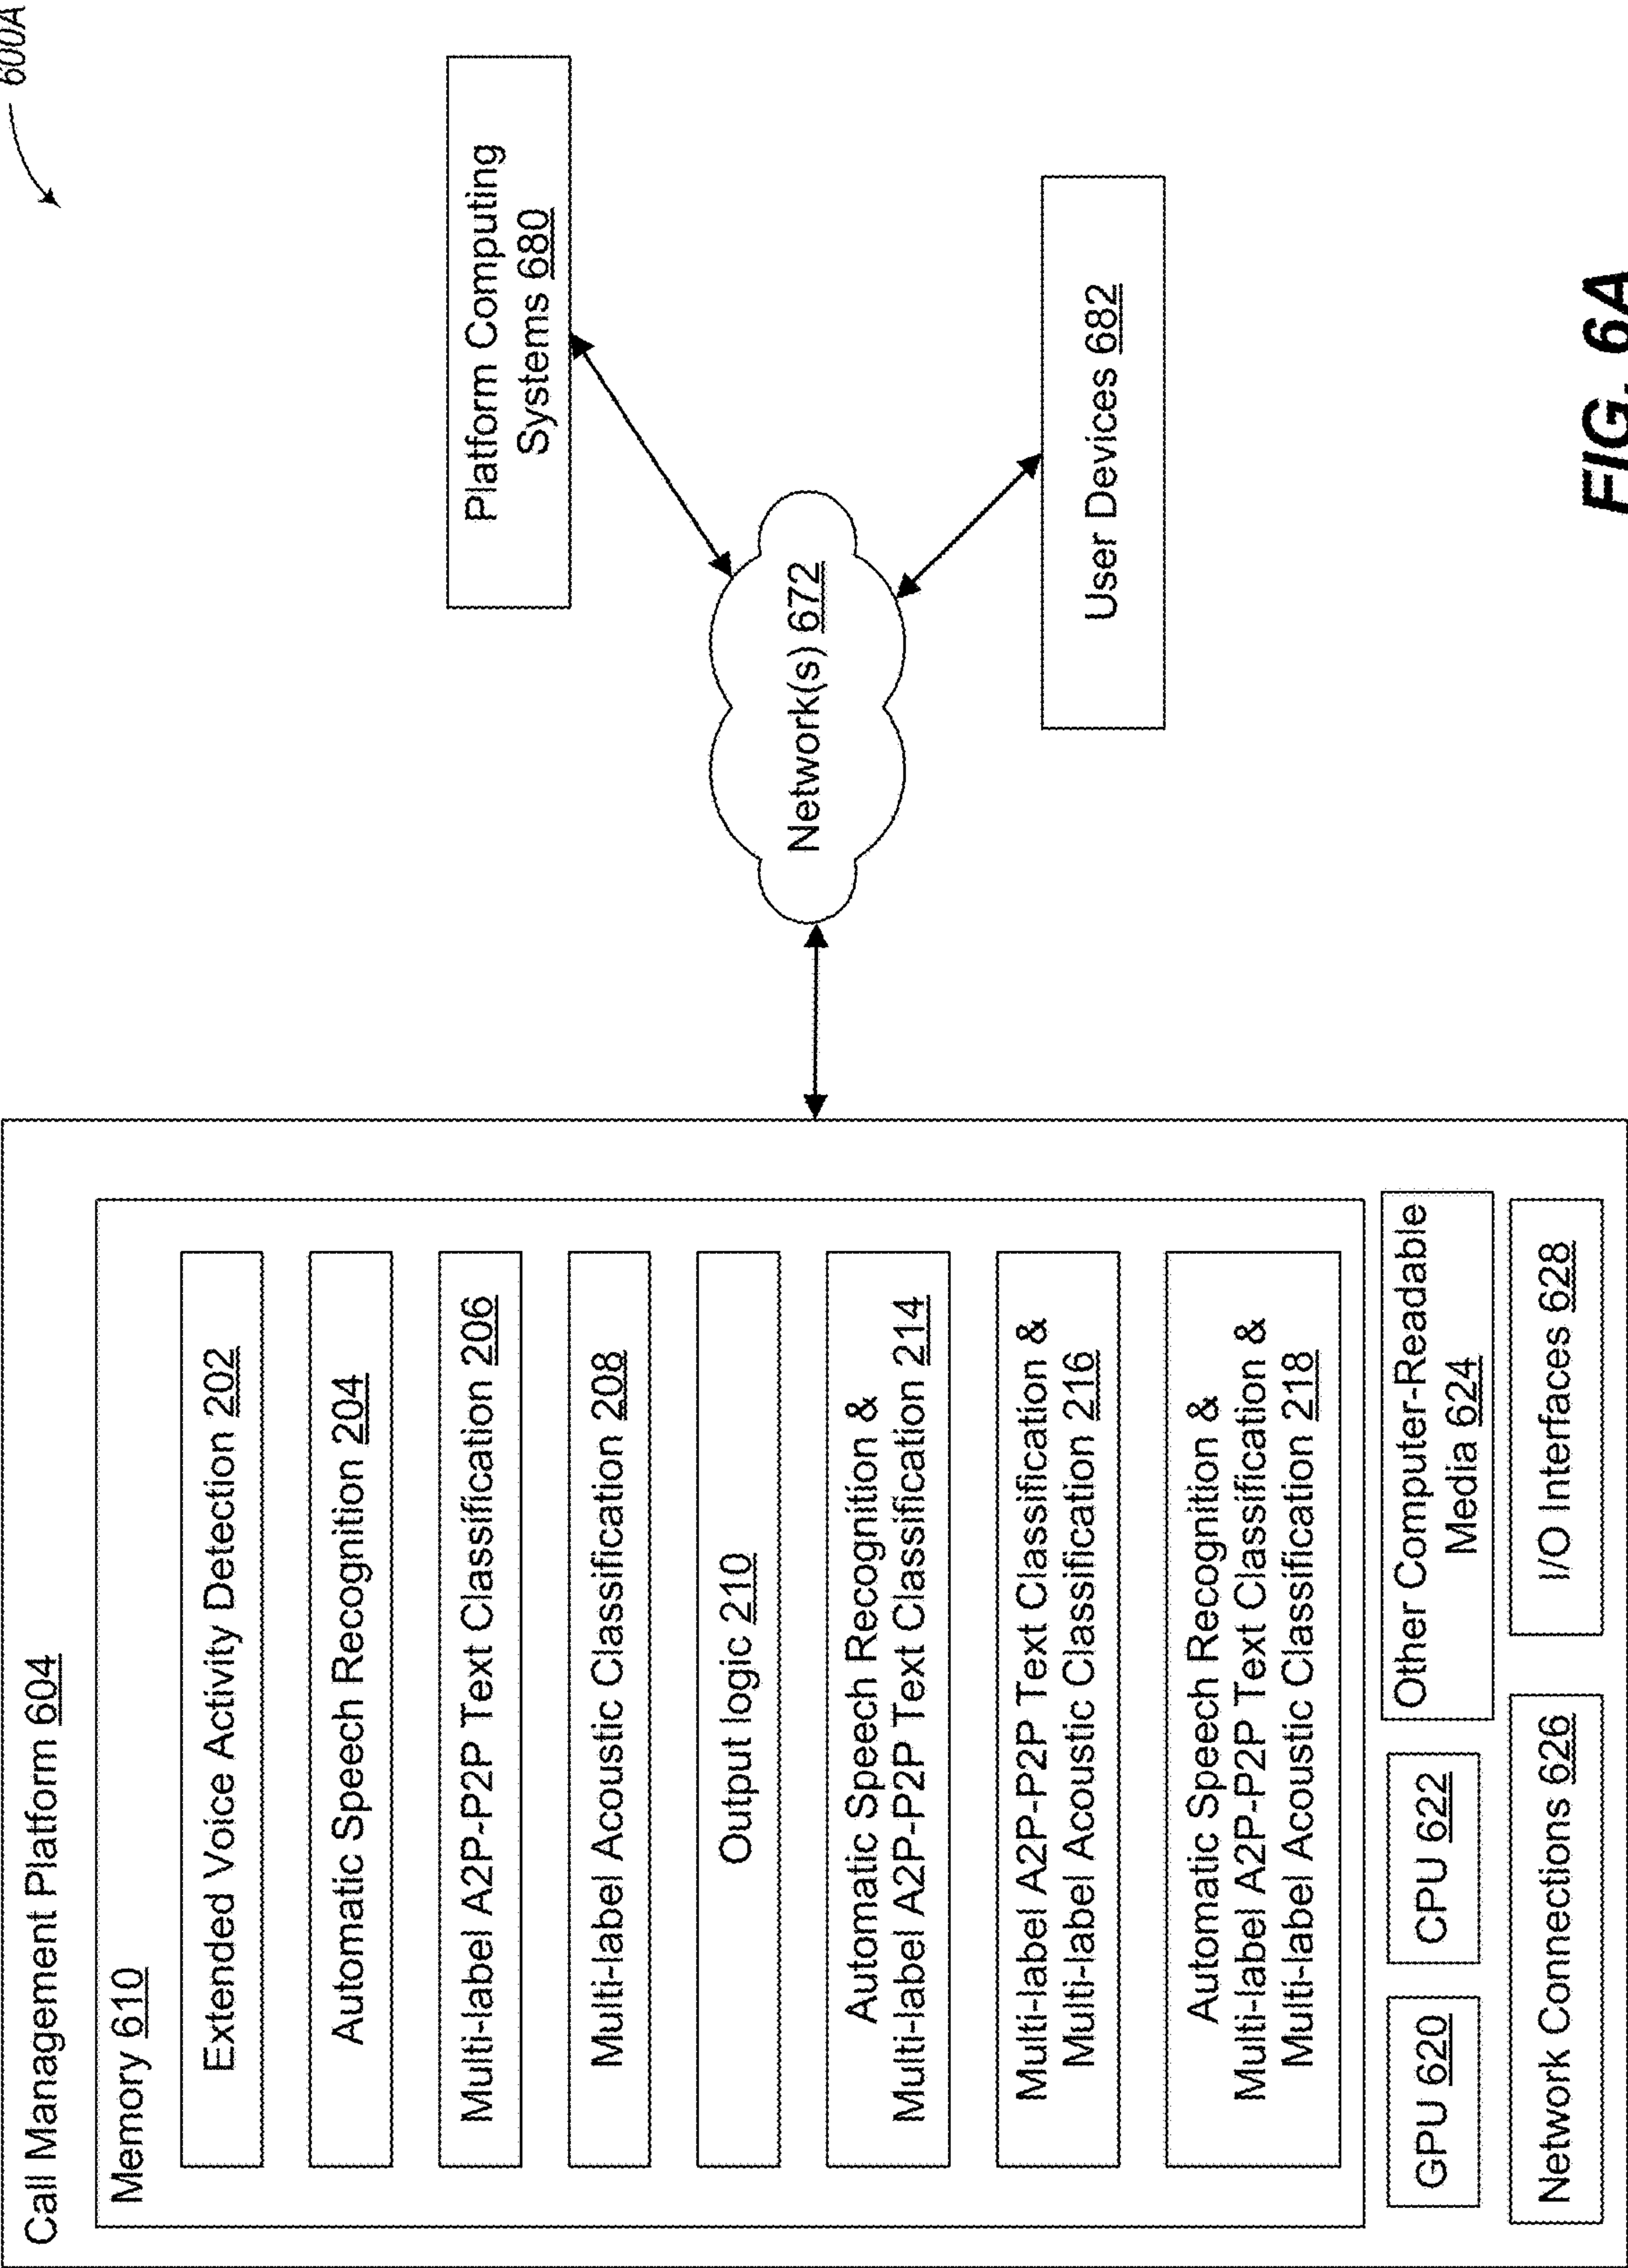 600A
Call Management Platform 604
Memory 610
Extended Voice Activity Detection 202
Automatic Speech Recognition 204
Multi-label A2P-P2P Text Classification 206
Multi-label Acoustic Classification 208
Output logic 210
Automatic Speech Recognition &
Multi-label A2P-P2P Text Classification 214
Multi-label A2P-P2P Text Classification &
Multi-label Acoustic Classification 216
Automatic Speech Recognition &
Multi-label A2P-P2P Text Classification &
Multi-label Acoustic Classification 218
GPU 620
CPU 622
Other Computer-Readable
Media 624
Network Connections 626
I/O Interfaces 628
Network(s) 672
Platform Computing
Systems 680
User Devices 682
FIG. 6A